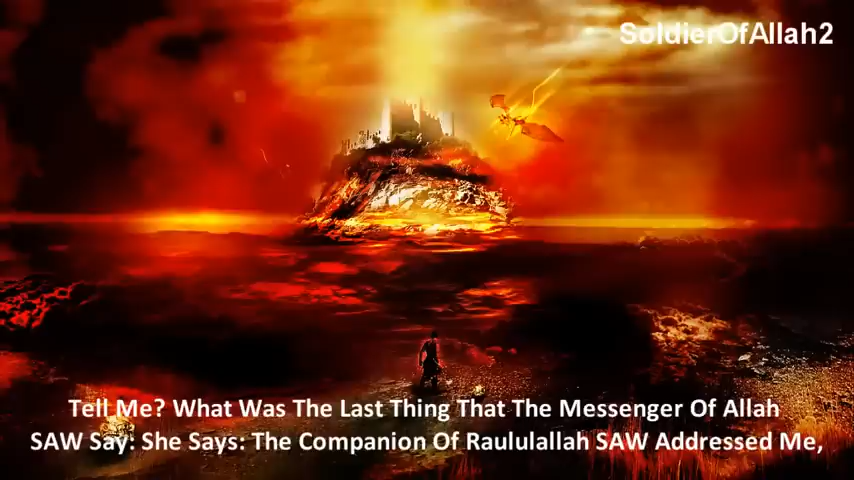 SoldierOfAllah2
Tell Me? What Was The Last Thing That The Messenger Of Allah
SAW Say: She Says: The Companion Of Raululallah SAW Addressed Me,